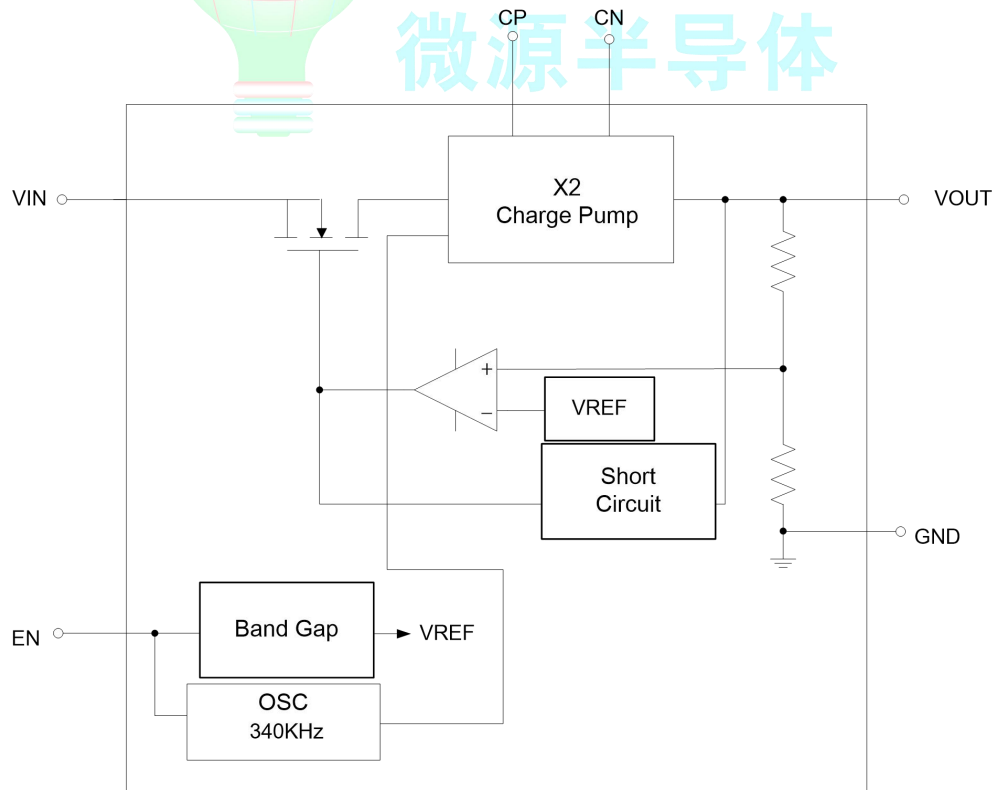 微源半导体
CP
CN
VIN
X2
Charge Pump
VOUT
+
−
VREF
Short
Circuit
GND
EN
Band Gap
VREF
OSC
340KHz